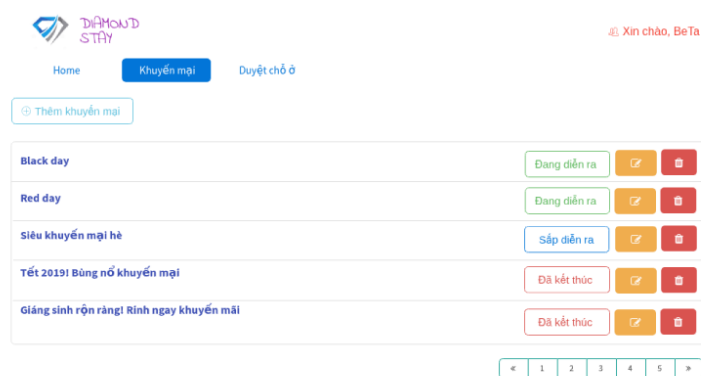 DIAMOND
STAY
Xin chào, BeTa
Home
Khuyến mại
Duyệt chỗ ở
Thêm khuyến mại
Black day
Đang diễn ra
Red day
Đang diễn ra
Siêu khuyến mại hè
Sắp diễn ra
Tết 2019! Bùng nổ khuyến mại
Đã kết thúc
Giáng sinh rộn ràng! Rinh ngay khuyến mãi
Đã kết thúc
« 1 2 3 4 5 »